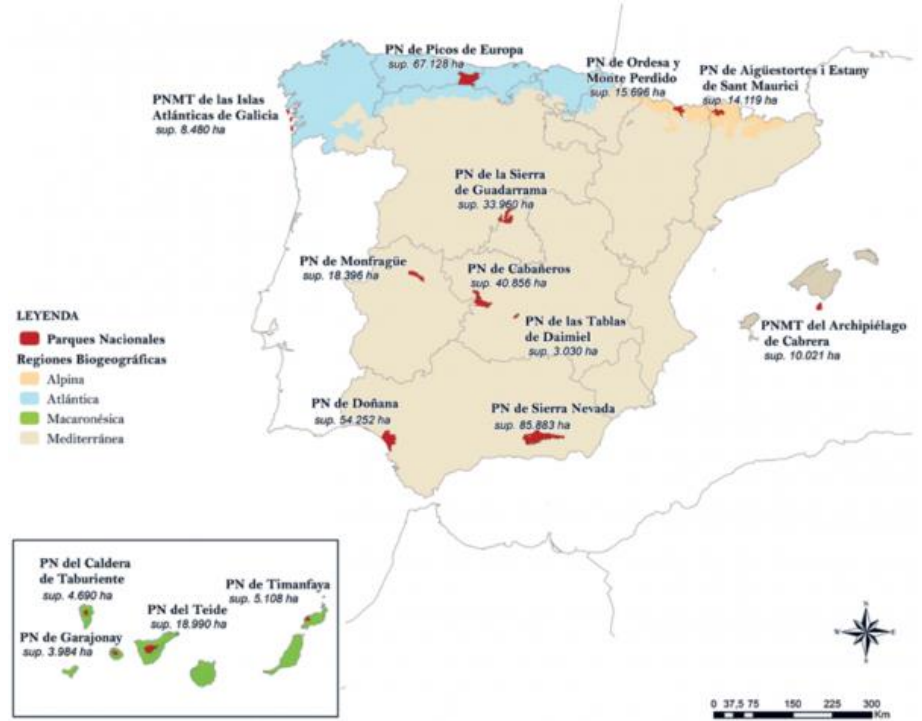 PN de Picos de Europa
sup. 67.128 ha
PN de Ordesa y
Monte Perdido
sup. 15.696 ha
PN de Aigüestortes i Estany
de Sant Maurici
sup. 14.119 ha
PNMT de las Islas
Atlánticas de Galicia
sup. 8.480 ha
PN de la Sierra
de Guadarrama
sup. 33.960 ha
PN de Monfragüe
sup. 18.396 ha
PN de Cabañeros
sup. 40.856 ha
PN de las Tablas
de Daimiel
sup. 3.030 ha
PNMT del Archipiélago
de Cabrera
sup. 10.021 ha
LEYENDA
Parques Nacionales
Regiones Biogeográficas
Alpina
Atlántica
Macaronésica
Mediterránea
PN de Doñana
sup. 54.252 ha
PN de Sierra Nevada
sup. 85.883 ha
PN del Caldera
de Taburiente
sup. 4.690 ha
PN de Timanfaya
sup. 5.108 ha
PN del Teide
sup. 18.990 ha
PN de Garajonay
sup. 3.984 ha
0 37,5 75 150 225 300
Km